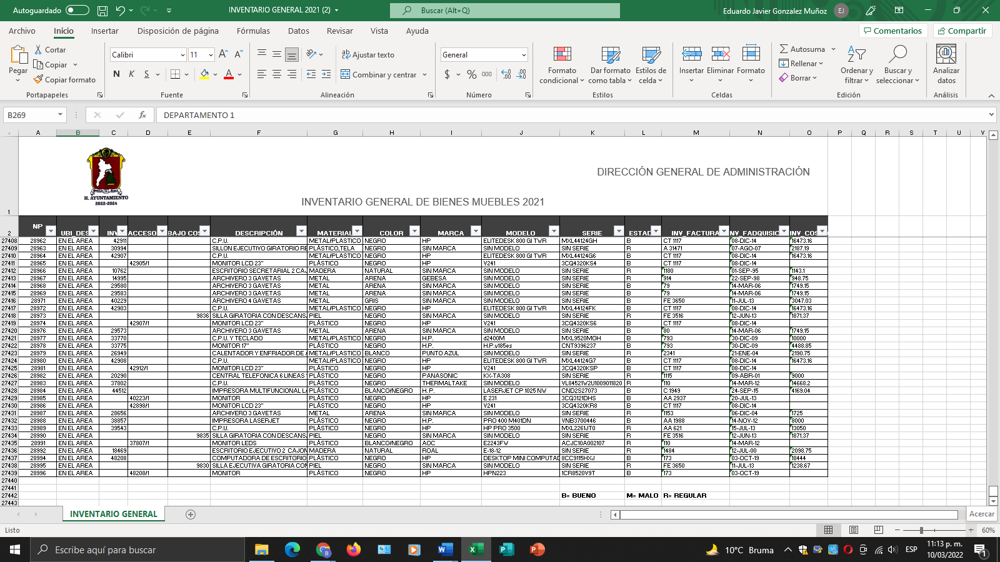 Autoguardado
INVENTARIO GENERAL 2021 (2)
Buscar (Alt+Q)
Eduardo Javier Gonzalez Muñoz EJ
Archivo Inicio Insertar Disposición de página Fórmulas Datos Revisar Vista Ayuda
Comentarios Compartir
Pegar Cortar Copiar Copiar formato
Calibri 11
N K S
Ajustar texto
Combinar y centrar
General
$ % 000
Formato condicional
Dar formato como tabla
Estilos de celda
Insertar Eliminar Formato
Autosuma
Rellenar
Borrar
Ordenar y filtrar
Buscar y seleccionar
Analizar datos
Portapapeles Fuente Alineación Número Estilos Celdas Edición Análisis
B269 fx DEPARTAMENTO 1
A B C D E F G H I J K L M N O P Q R S T U V
H. AYUNTAMIENTO
2022-2024
DIRECCIÓN GENERAL DE ADMINISTRACIÓN
INVENTARIO GENERAL DE BIENES MUEBLES 2021
1
2 NP UBI_DES INV ACCESO BAJO COS DESCRIPCIÓN MATERIAL COLOR MARCA MODELO SERIE ESTAD INV_FACTURA NV_FADQUISIC INV_COS
27408 28962 EN EL AREA 42911 C.P.U. METAL/PLASTICO NEGRO HP ELITEDESK 800 GI TWR MXL44124GH B CT 1117 08-DIC-14 16473.16
27409 28963 EN EL AREA 30994 SILLON EJECUTIVO GIRATORIO RE PLÁSTICO,TELA NEGRO SIN MARCA SIN MODELO SIN SERIE R A 31471 07-AGO-07 2187.19
27410 28964 EN EL AREA 42907 C.P.U. METAL/PLASTICO NEGRO HP ELITEDESK 800 GI TWR MXL44124G6 B CT 1117 08-DIC-14 16473.16
27411 28965 EN EL AREA 42905/1 MONITOR LCD 23" PLÁSTICO NEGRO HP V241 3CQ4320KS4 B CT 1117 08-DIC-14
27412 28966 EN EL AREA 10762 ESCRITORIO SECRETARIAL 2 CAJ MADERA NATURAL SIN MARCA SIN MODELO SIN SERIE R 1180 01-SEP-95 1143.1
27413 28967 EN EL AREA 14995 ARCHIVERO 3 GAVETAS METAL ARENA GEBESA SIN MODELO SIN SERIE R 914 22-SEP-98 948.75
27414 28968 EN EL AREA 29580 ARCHIVERO 3 GAVETAS METAL ARENA SIN MARCA SIN MODELO SIN SERIE B 79 14-MAR-06 1749.15
27415 28969 EN EL AREA 29583 ARCHIVERO 3 GAVETAS METAL ARENA SIN MARCA SIN MODELO SIN SERIE B 79 14-MAR-06 1749.15
27416 28971 EN EL AREA 40229 ARCHIVERO 4 GAVETAS METAL GRIS SIN MARCA SIN MODELO SIN SERIE B FE 3650 11-JUL-13 3047.03
27417 28972 EN EL AREA 42903 C.P.U. METAL/PLASTICO NEGRO HP ELITEDESK 800 GI TWR MXL44124FK B CT 1117 08-DIC-14 16473.16
27418 28973 EN EL AREA 9836 SILLA GIRATORIA CON DESCANS PIEL NEGRO SIN MARCA SIN MODELO SIN SERIE R FE 3516 12-JUN-13 1871.37
27419 28974 EN EL AREA 42907/1 MONITOR LCD 23" PLÁSTICO NEGRO HP V241 3CQ4320KS6 B CT 1117 08-DIC-14
27420 28976 EN EL AREA 29573 ARCHIVERO 3 GAVETAS METAL ARENA SIN MARCA SIN MODELO SIN SERIE B 80 14-MAR-06 1749.15
27421 28977 EN EL AREA 33770 C.P.U. Y TECLADO METAL/PLASTICO NEGRO H.P. d2400M MXL9520MOH B 793 30-DIC-09 10000
27422 28978 EN EL AREA 33775 MONITOR 17" PLÁSTICO NEGRO H.P. H.P.v185es CNT9396237 B 793 30-DIC-09 4488.85
27423 28979 EN EL AREA 26949 CALENTADOR Y ENFRIADOR DE A METAL/PLASTICO BLANCO PUNTO AZUL SIN MODELO SIN SERIE R 2341 21-ENE-04 2190.75
27424 28980 EN EL AREA 42908 C.P.U. METAL/PLASTICO NEGRO HP ELITEDESK 800 GI TWR MXL44124G7 B CT 1117 08-DIC-14 16473.16
27425 28981 EN EL AREA 42912/1 MONITOR LCD 23" PLÁSTICO NEGRO HP V241 3CQ4320KSP B CT 1117 08-DIC-14
27426 28982 EN EL AREA 20290 CENTRAL TELEFONICA 6 LINEAS PLÁSTICO NEGRO PANASONIC KX-TA308 SIN SERIE R 1115 09-ABR-01 9000
27427 28983 EN EL AREA 37802 C.P.U. PLÁSTICO NEGRO THERMALTAKE SIN MODELO VL84521W2U1009011820 R 110 14-MAR-12 14668.2
27428 28984 EN EL AREA 44512 IMPRESORA MULTIFUNCIONAL LA PLÁSTICO BLANCO/NEGRO H. P. LASERJET CP 1025 NW CND2S27073 B C 1949 24-SEP-15 4169.04
27429 28985 EN EL AREA 40223/1 MONITOR PLÁSTICO NEGRO HP E 231 3CQ3121DHS B AA 2937 20-JUL-13
27430 28986 EN EL AREA 42898/1 MONITOR LCD 23" PLÁSTICO NEGRO HP V241 3CQ4320KR8 B CT 1117 08-DIC-14
27431 28987 EN EL AREA 28656 ARCHIVERO 3 GAVETAS METAL ARENA SIN MARCA SIN MODELO SIN SERIE R 1153 06-DIC-04 1725
27432 28988 EN EL AREA 38857 IMPRESORA LASERJET PLÁSTICO NEGRO H.P. PRO 400 M401DN VNB3700446 B AA 1988 14-NOV-12 8000
27433 28989 EN EL AREA 39543 C.P.U. PLÁSTICO NEGRO HP HP PRO 3500 MXL2261JT0 R AA 621 15-JUL-13 13050
27434 28990 EN EL AREA 9835 SILLA GIRATORIA CON DESCANS PIEL NEGRO SIN MARCA SIN MODELO SIN SERIE R FE 3516 12-JUN-13 1871.37
27435 28991 EN EL AREA 37807/1 MONITOR LEDS PLÁSTICO BLANCO/NEGRO AOC E2243FW ACJC10A002107 R 110 14-MAR-12
27436 28992 EN EL AREA 18469 ESCRITORIO EJECUTIVO 2 CAJON MADERA NATURAL ROAL E-18-12 SIN SERIE R 1484 12-JUL-00 2098.75
27437 28994 EN EL AREA 48208 COMPUTADORA DE ESCRITORIO PLÁSTICO NEGRO HP DESKTOP MINI COMPUTAD 8CC9115HXJ B 173 03-OCT-19 18444
27438 28995 EN EL AREA 9830 SILLA EJECUTIVA GIRATORIA CON PIEL NEGRO SIN MARCA SIN MODELO SIN SERIE R FE 3650 11-JUL-13 1238.67
27439 28996 EN EL AREA 48208/1 MONITOR PLÁSTICO NEGRO HP HPN223 1CR8520V9T B 173 03-OCT-19
27440
27441
27442 B= BUENO M= MALO R= REGULAR
27443
INVENTARIO GENERAL
Acercar
Listo
60%
Escribe aquí para buscar
10°C Bruma
ESP
11:13 p. m.
10/03/2022
1